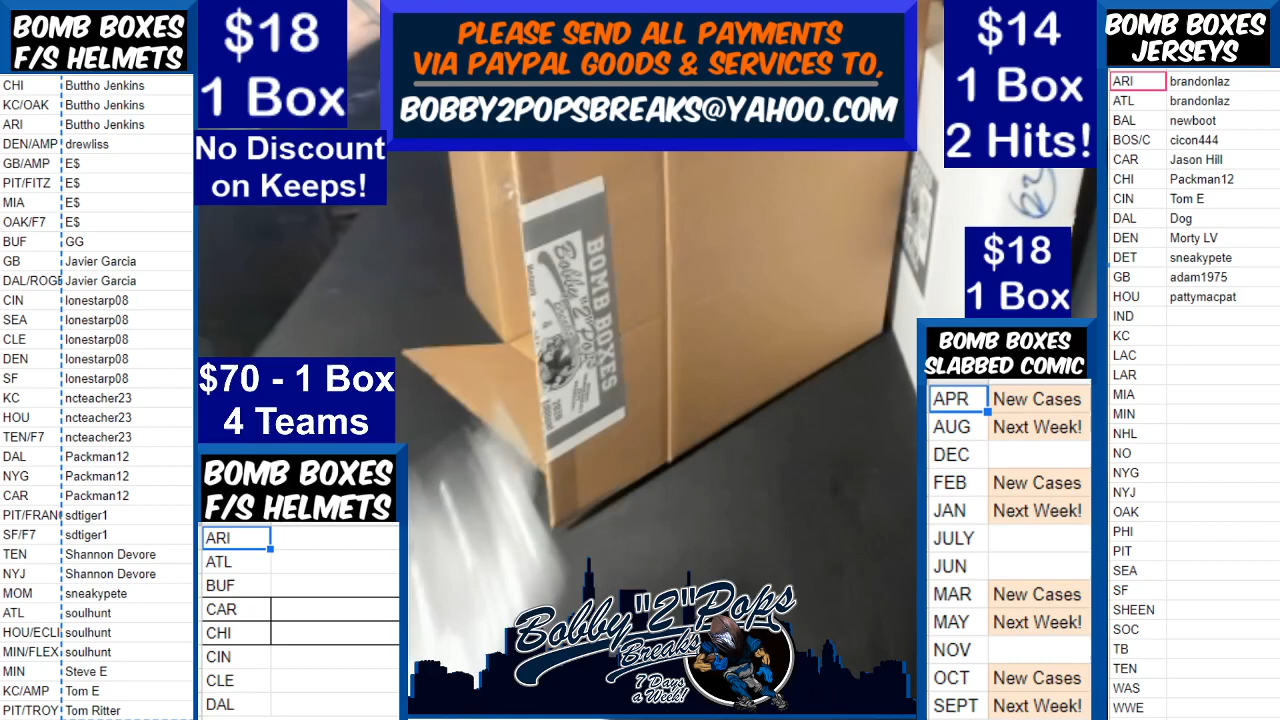 BOMB BOXES
F/S HELMETS
CHI Buttho Jenkins
KC/OAK Buttho Jenkins
ARI Buttho Jenkins
DEN/AMP drewliss
GB/AMP E$
PIT/FITZ E$
MIA E$
OAK/F7 E$
BUF GG
GB Javier Garcia
DAL/ROGE Javier Garcia
CIN lonestarp08
SEA lonestarp08
CLE lonestarp08
DEN lonestarp08
SF lonestarp08
KC ncteacher23
HOU ncteacher23
TEN/F7 ncteacher23
DAL Packman12
NYG Packman12
CAR Packman12
PIT/FRAN sdtiger1
SF/F7 sdtiger1
TEN Shannon Devore
NYJ Shannon Devore
MOM sneakypete
ATL soulhunt
HOU/ECLI soulhunt
MIN/FLEX soulhunt
MIN Steve E
KC/AMP Tom E
PIT/TROY Tom Ritter
$18
1 Box
No Discount
on Keeps!
$70 - 1 Box
4 Teams
BOMB BOXES
F/S HELMETS
ARI
ATL
BUF
CAR
CHI
CIN
CLE
DAL
PLEASE SEND ALL PAYMENTS
VIA PAYPAL GOODS & SERVICES TO,
BOBBY2POPSBREAKS@YAHOO.COM
BOMB BOXES
Bobby "2" Pops
Bobby "2" Pops
Breaks
7 Days
a Week!
$14
1 Box
2 Hits!
$18
1 Box
BOMB BOXES
SLABBED COMIC
APR New Cases
AUG Next Week!
DEC
FEB New Cases
JAN Next Week!
JULY
JUN
MAR New Cases
MAY Next Week!
NOV
OCT New Cases
SEPT Next Week!
BOMB BOXES
JERSEYS
ARI brandonlaz
ATL brandonlaz
BAL newboot
BOS/C cicon444
CAR Jason Hill
CHI Packman12
CIN Tom E
DAL Dog
DEN Morty LV
DET sneakypete
GB adam1975
HOU pattymacpat
IND
KC
LAC
LAR
MIA
MIN
NHL
NO
NYG
NYJ
OAK
PHI
PIT
SEA
SF
SHEEN
SOC
TB
TEN
WAS
WWE